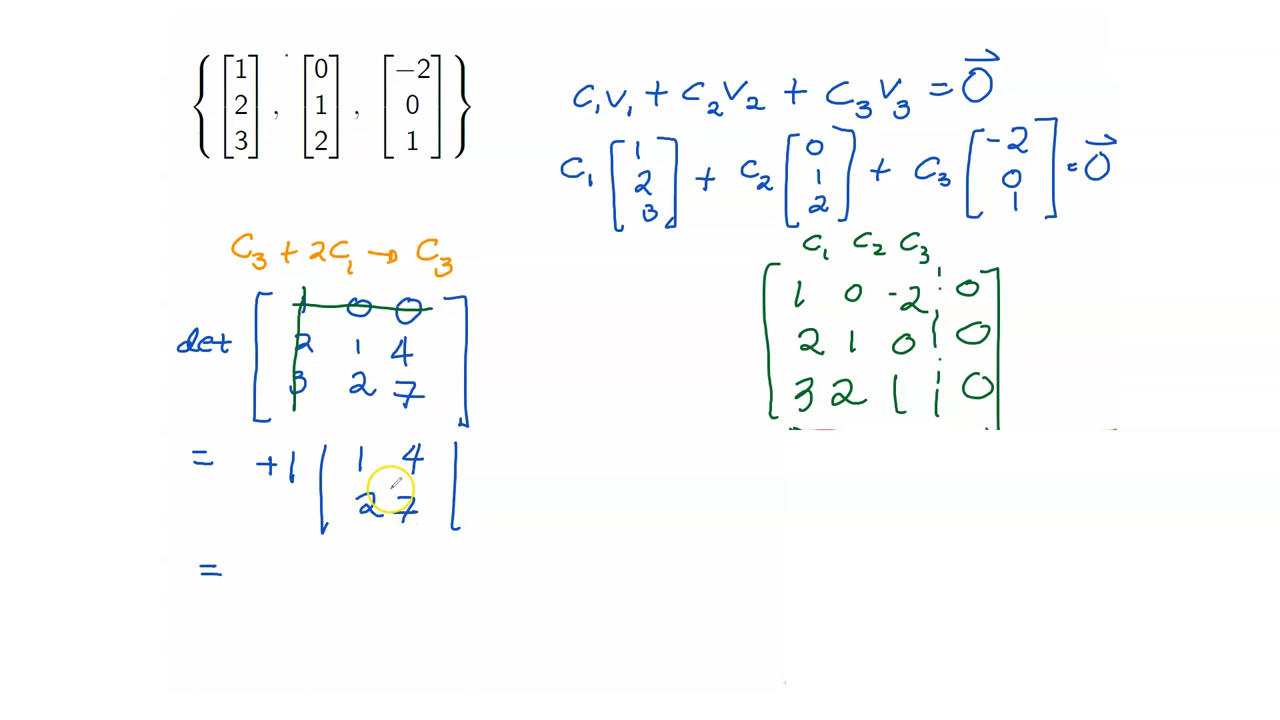 {[1 2 3], [0 1 2], [−2 0 1]}
C₁V₁ + C₂V₂ + C₃V₃ = 0⃗
C₁[1 2 3] + C₂[0 1 2] + C₃[-2 0 1] = 0⃗
C₃ + 2C₁ → C₃
det [1 0 0
2 1 4
3 2 7]
= +1 |1 4
2 7|
=
C₁ C₂ C₃
[1 0 -2 | 0
2 1 0 | 0
3 2 1 | 0]